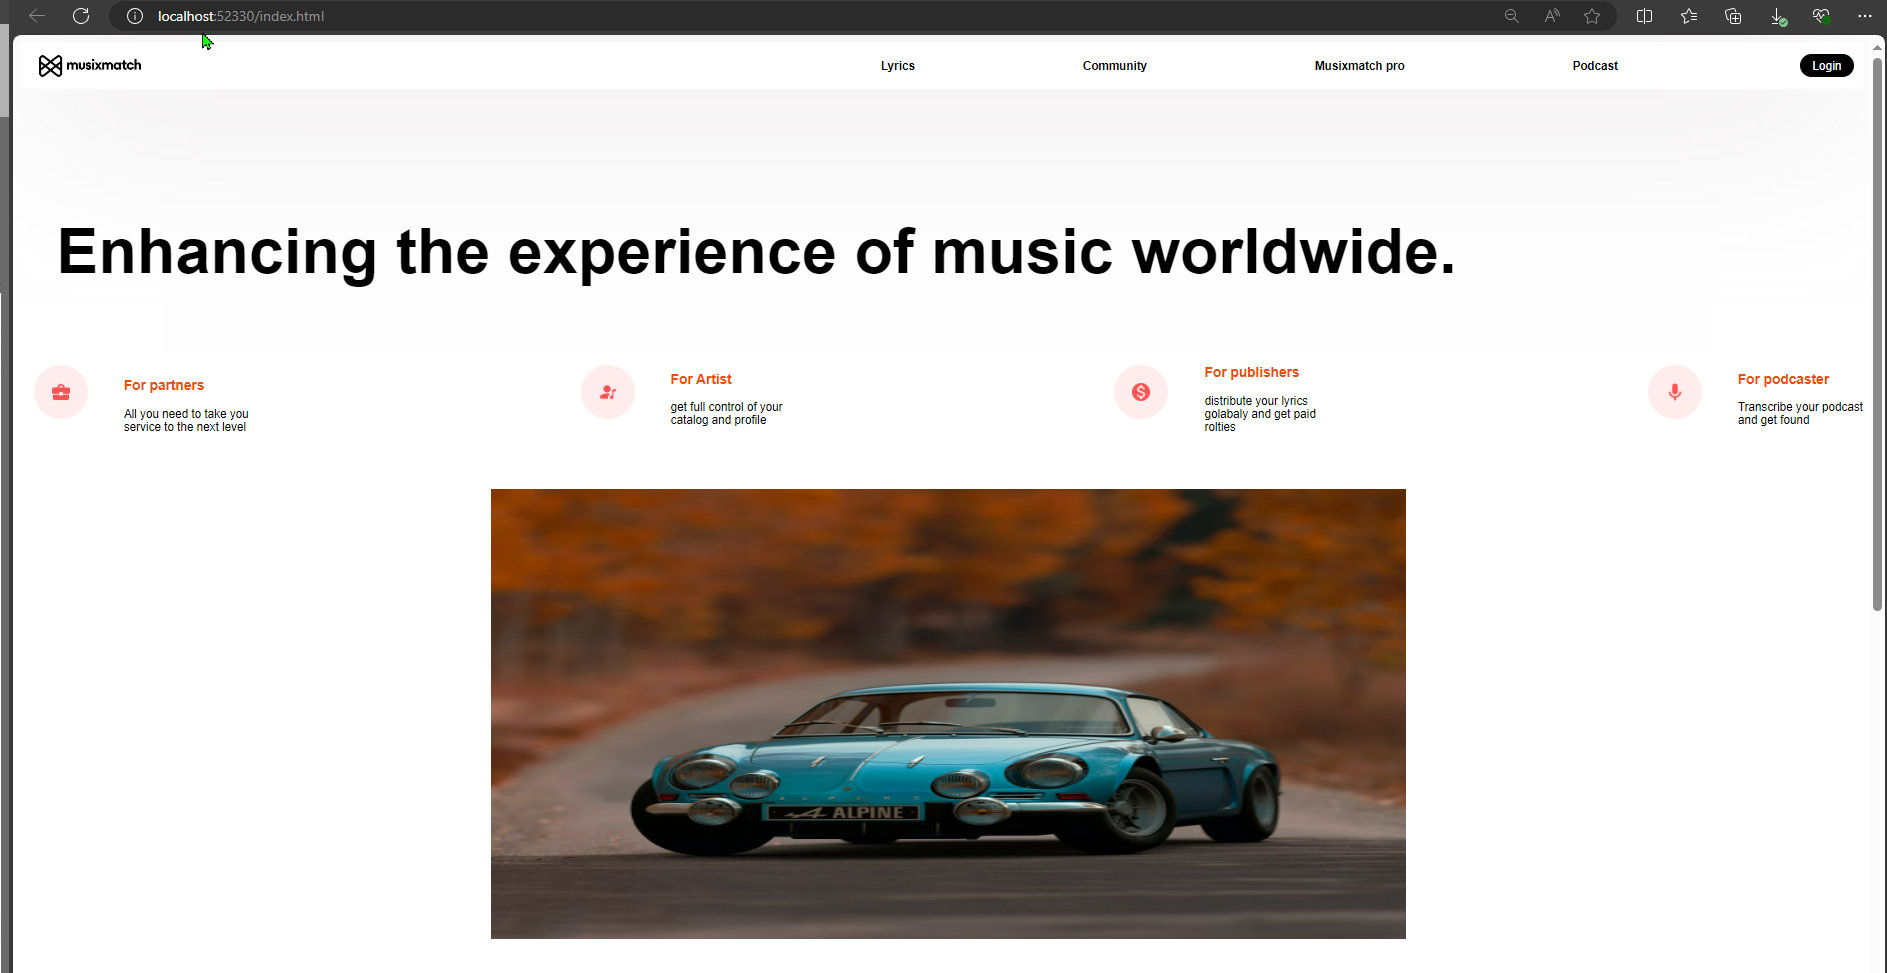 localhost:52330/index.html
musixmatch
Lyrics
Community
Musixmatch pro
Podcast
Login
Enhancing the experience of music worldwide.
For partners
All you need to take you
service to the next level
For Artist
get full control of your
catalog and profile
For publishers
distribute your lyrics
golabaly and get paid
rolties
For podcaster
Transcribe your podcast
and get found
ALPINE
A ALPINE